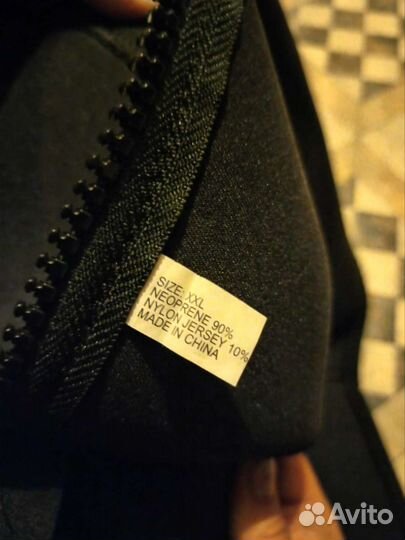 SIZE: XXL
NEOPRENE 90%
NYLON JERSEY 10%
MADE IN CHINA
Avito